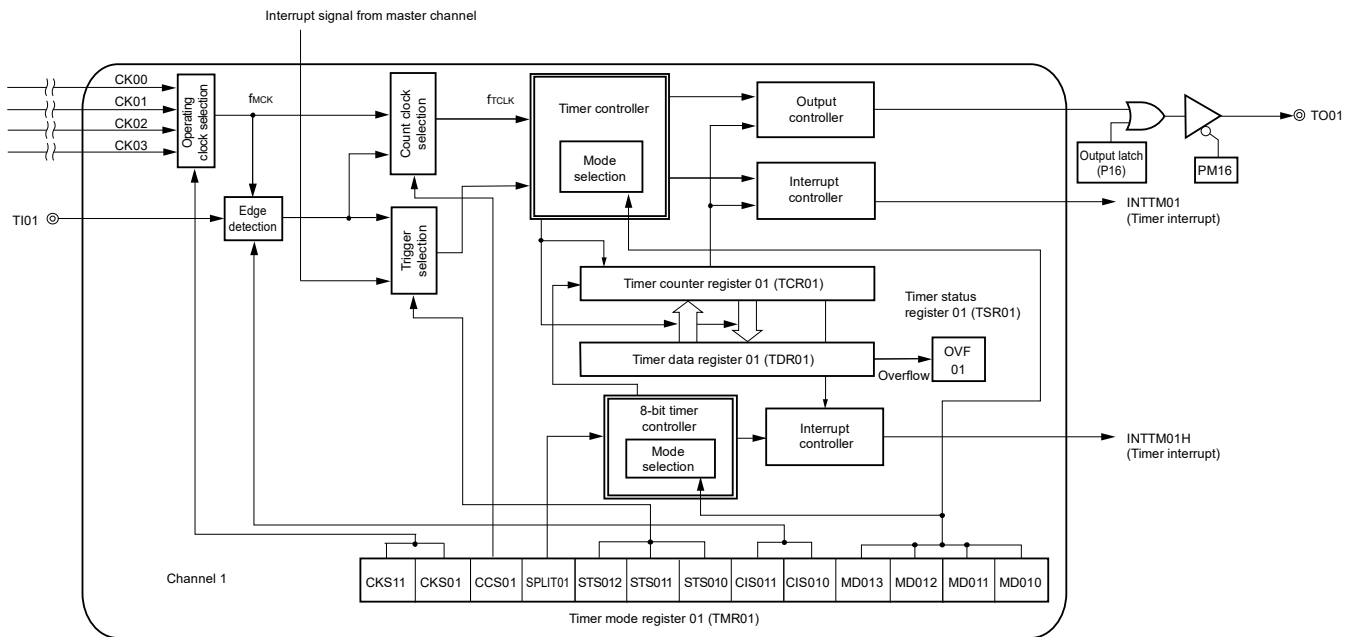 Interrupt signal from master channel
CK00
CK01
CK02
CK03
Operating
clock selection
fMCK
Count clock
selection
fTCLK
Timer controller
Mode
selection
Output
controller
TO01
Output latch
(P16)
PM16
Interrupt
controller
INTTM01
(Timer interrupt)
TI01
Edge
detection
Trigger
selection
Timer counter register 01 (TCR01)
Timer status
register 01 (TSR01)
Timer data register 01 (TDR01)
Overflow
OVF
01
8-bit timer
controller
Mode
selection
Interrupt
controller
INTTM01H
(Timer interrupt)
Channel 1
CKS11
CKS01
CCS01
SPLIT01
STS012
STS011
STS010
CIS011
CIS010
MD013
MD012
MD011
MD010
Timer mode register 01 (TMR01)